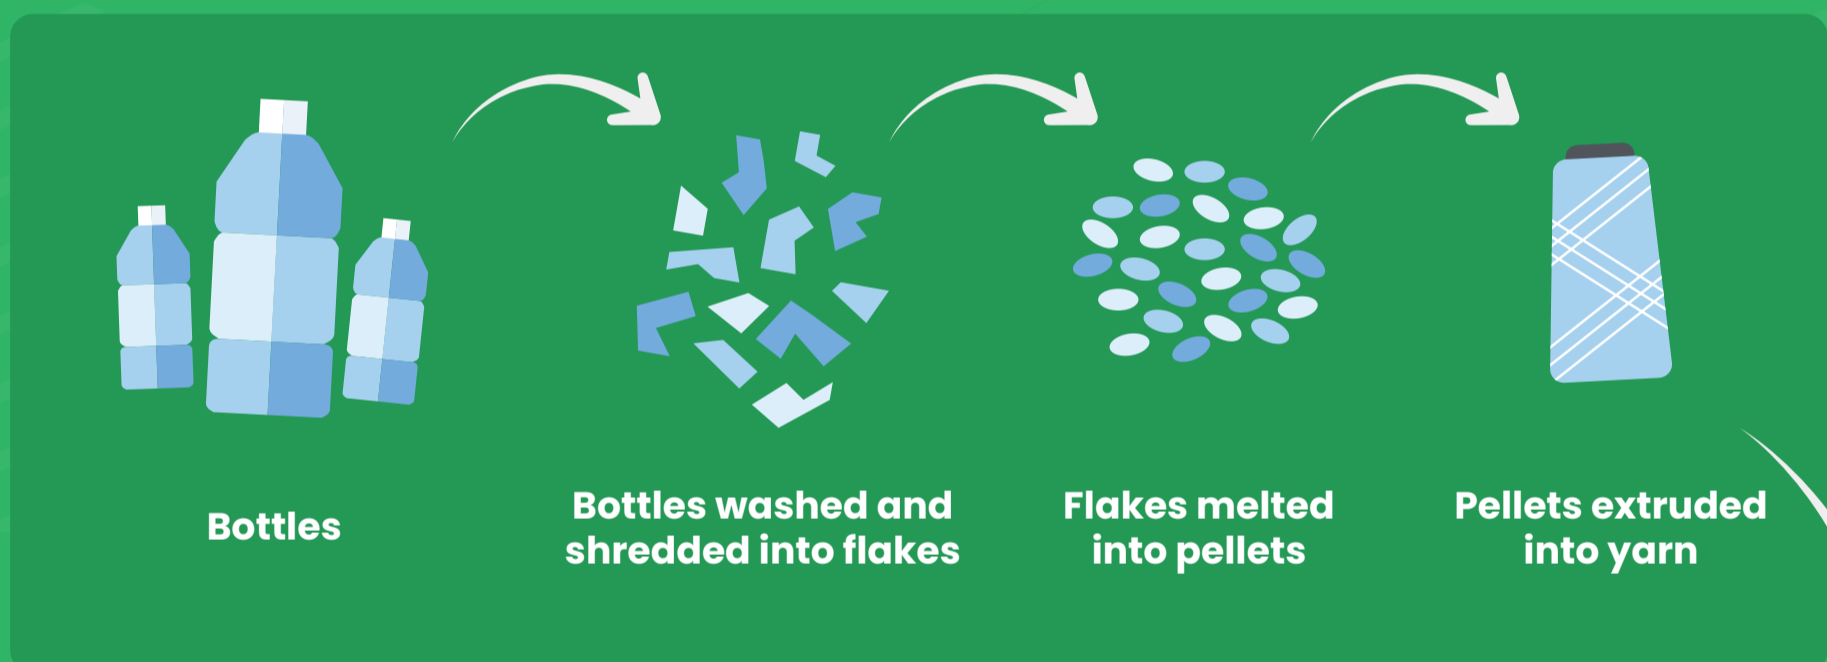 Bottles
Bottles washed and
shredded into flakes
Flakes melted
into pellets
Pellets extruded
into yarn